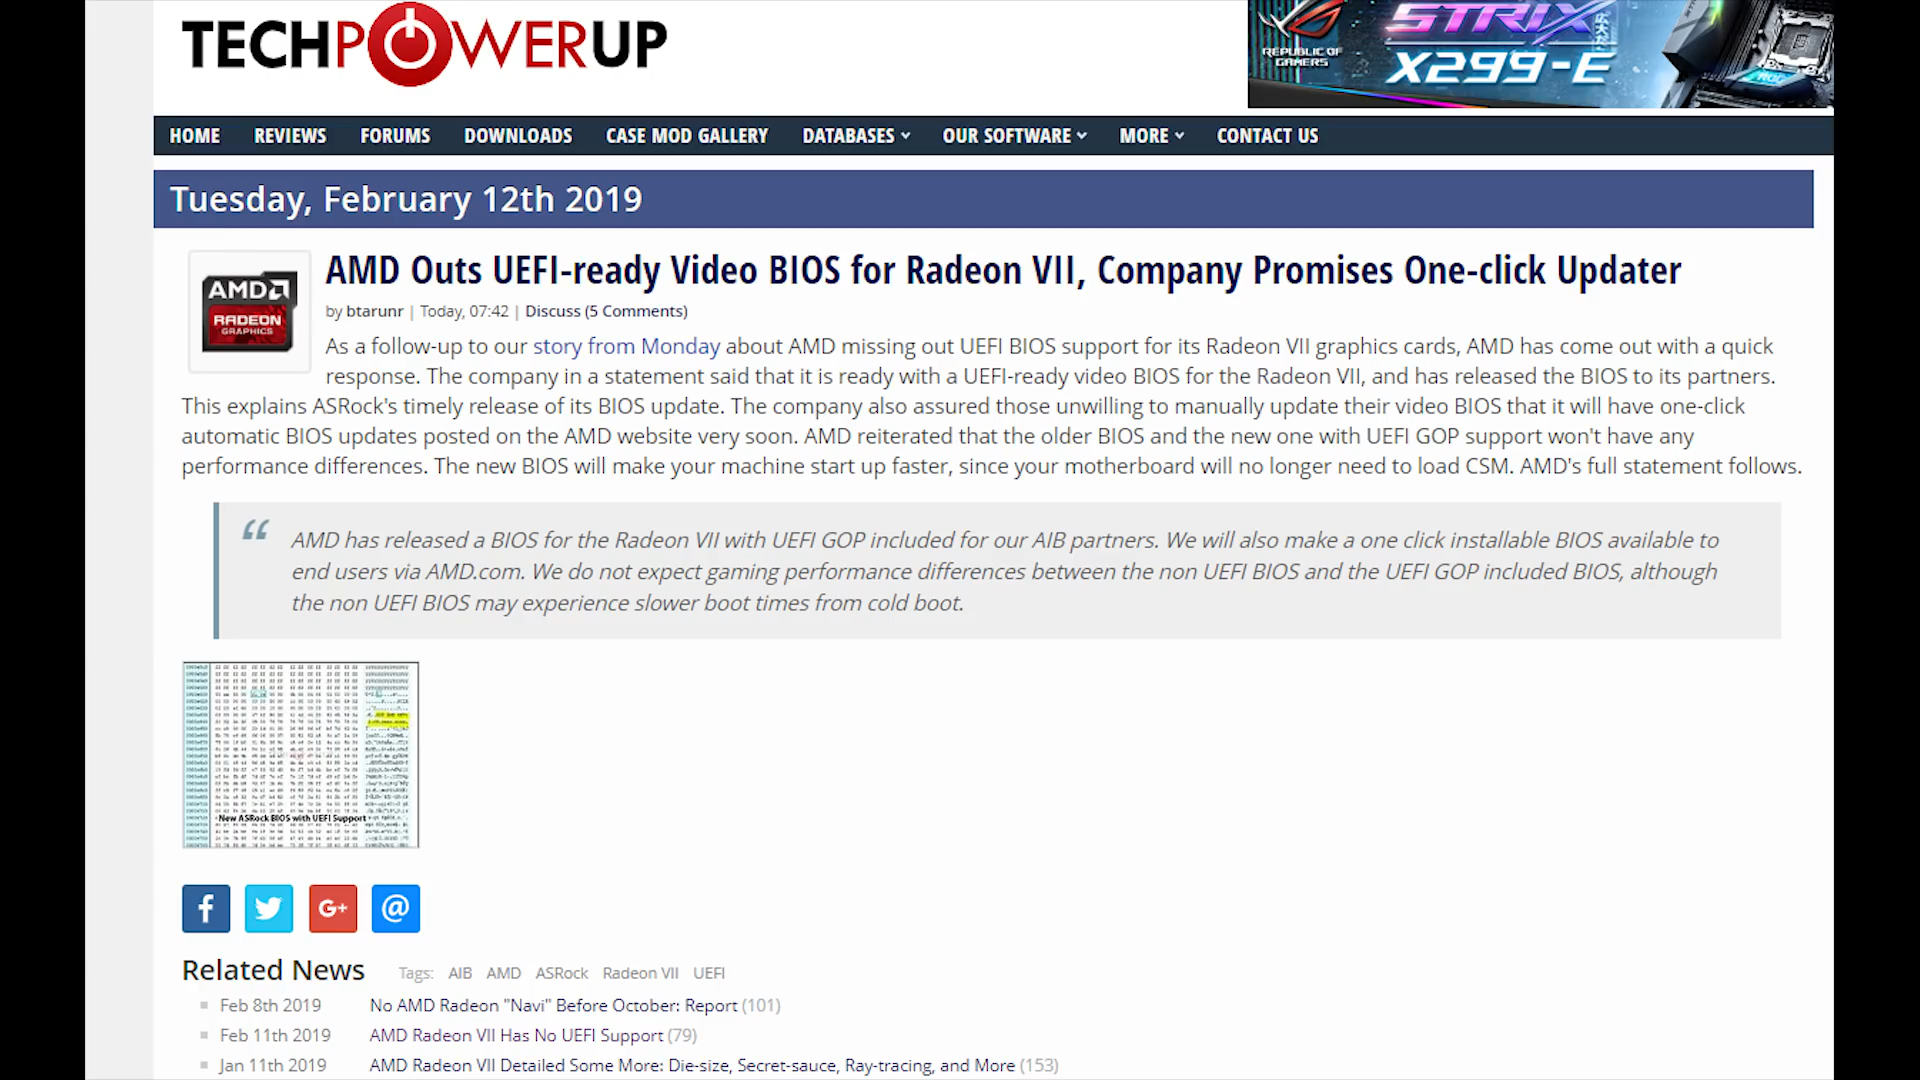 TECHPOWERUP
REPUBLIC OF
GAMERS
STRIX
X299-E
HOME REVIEWS FORUMS DOWNLOADS CASE MOD GALLERY DATABASES OUR SOFTWARE MORE CONTACT US
Tuesday, February 12th 2019
AMD
RADEON
GRAPHICS
AMD Outs UEFI-ready Video BIOS for Radeon VII, Company Promises One-click Updater
by btarunr | Today, 07:42 | Discuss (5 Comments)
As a follow-up to our story from Monday about AMD missing out UEFI BIOS support for its Radeon VII graphics cards, AMD has come out with a quick
response. The company in a statement said that it is ready with a UEFI-ready video BIOS for the Radeon VII, and has released the BIOS to its partners.
This explains ASRock's timely release of its BIOS update. The company also assured those unwilling to manually update their video BIOS that it will have one-click
automatic BIOS updates posted on the AMD website very soon. AMD reiterated that the older BIOS and the new one with UEFI GOP support won't have any
performance differences. The new BIOS will make your machine start up faster, since your motherboard will no longer need to load CSM. AMD's full statement follows.
“ AMD has released a BIOS for the Radeon VII with UEFI GOP included for our AIB partners. We will also make a one click installable BIOS available to
end users via AMD.com. We do not expect gaming performance differences between the non UEFI BIOS and the UEFI GOP included BIOS, although
the non UEFI BIOS may experience slower boot times from cold boot.
New ASRock BIOS with UEFI Support
f G+ @
Related News Tags: AIB AMD ASRock Radeon VII UEFI
Feb 8th 2019 No AMD Radeon "Navi" Before October: Report (101)
Feb 11th 2019 AMD Radeon VII Has No UEFI Support (79)
Jan 11th 2019 AMD Radeon VII Detailed Some More: Die-size, Secret-sauce, Ray-tracing, and More (153)